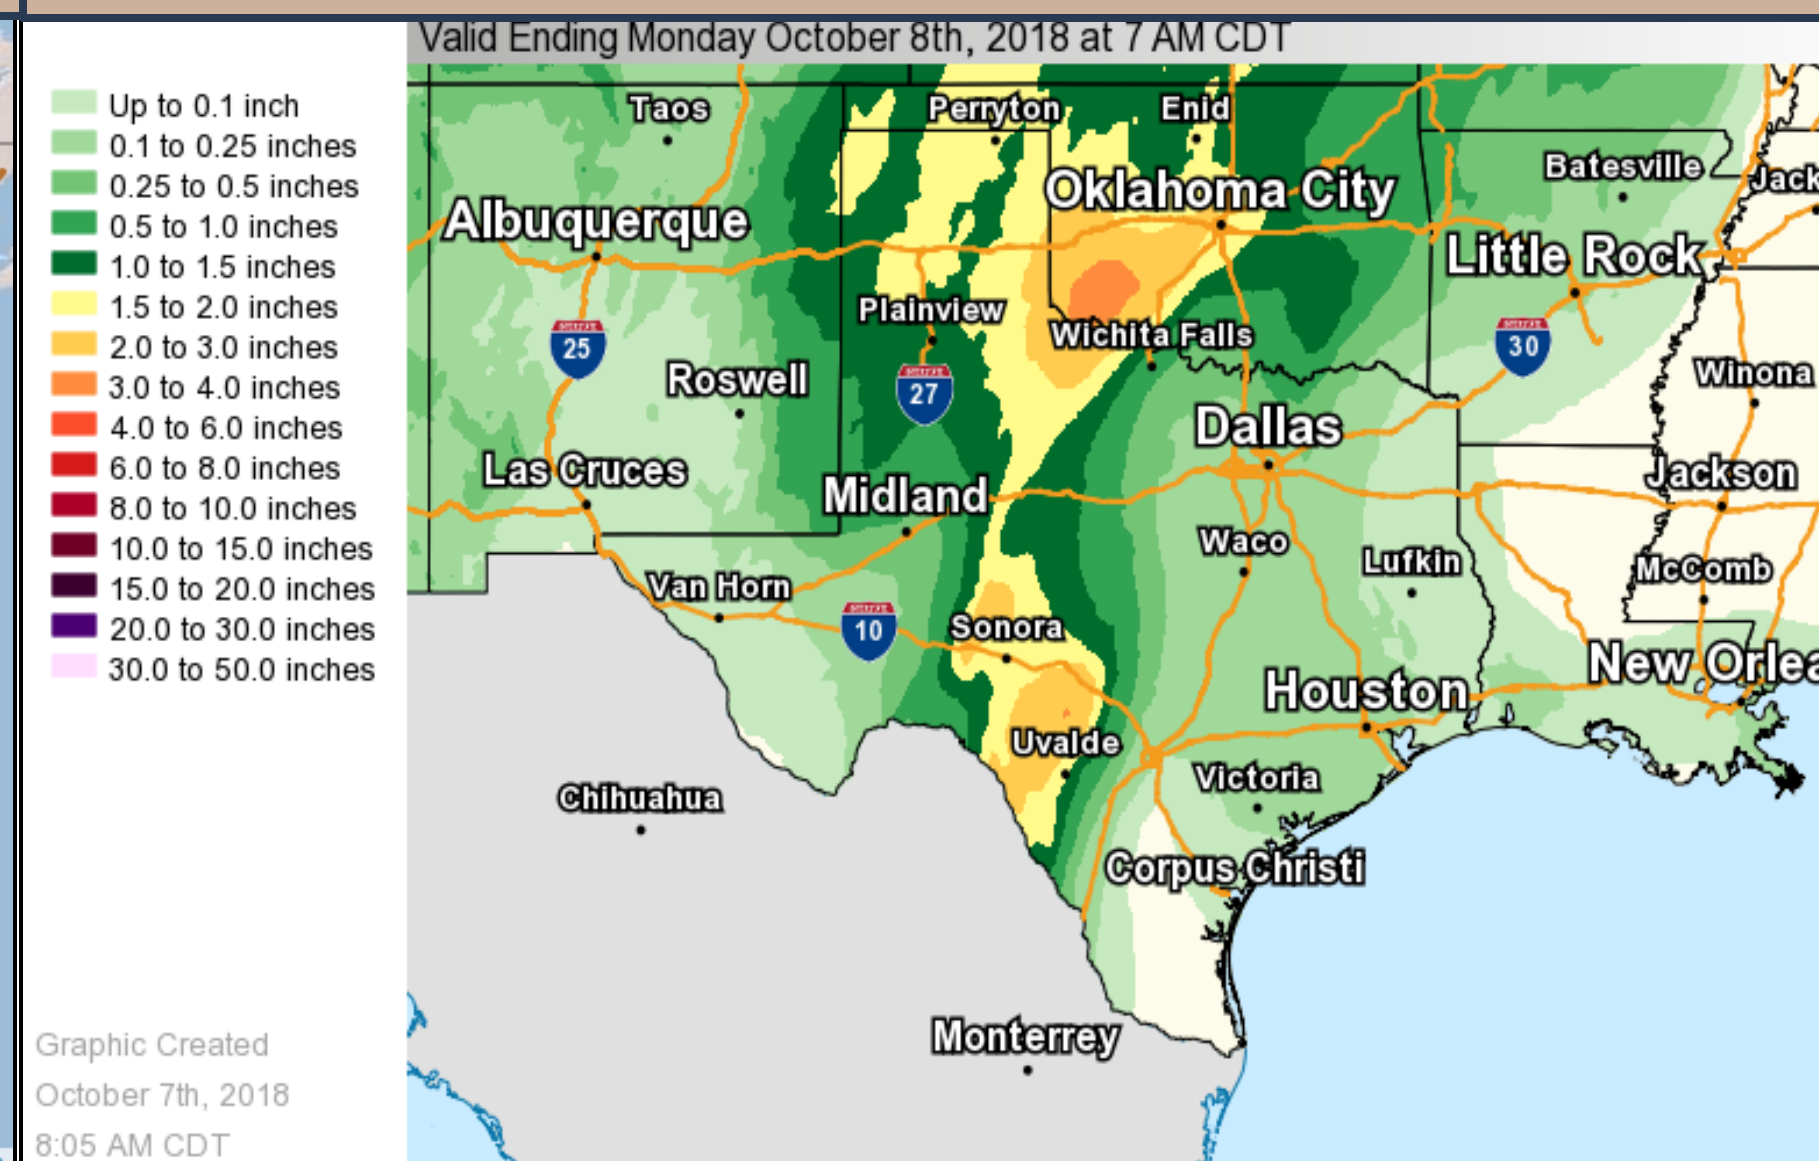 Valid Ending Monday October 8th, 2018 at 7 AM CDT
Up to 0.1 inch
0.1 to 0.25 inches
0.25 to 0.5 inches
0.5 to 1.0 inches
1.0 to 1.5 inches
1.5 to 2.0 inches
2.0 to 3.0 inches
3.0 to 4.0 inches
4.0 to 6.0 inches
6.0 to 8.0 inches
8.0 to 10.0 inches
10.0 to 15.0 inches
15.0 to 20.0 inches
20.0 to 30.0 inches
30.0 to 50.0 inches
Graphic Created
October 7th, 2018
8:05 AM CDT
Taos
Perryton
Enid
Batesville
Jack
Oklahoma City
Albuquerque
Little Rock
Plainview
Wichita Falls
25
30
Winona
Roswell
27
Dallas
Las Cruces
Midland
Jackson
Waco
Lufkin
McComb
Van Horn
10
Sonora
New Orlea
Houston
Uvalde
Victoria
Chihuahua
Corpus Christi
Monterrey